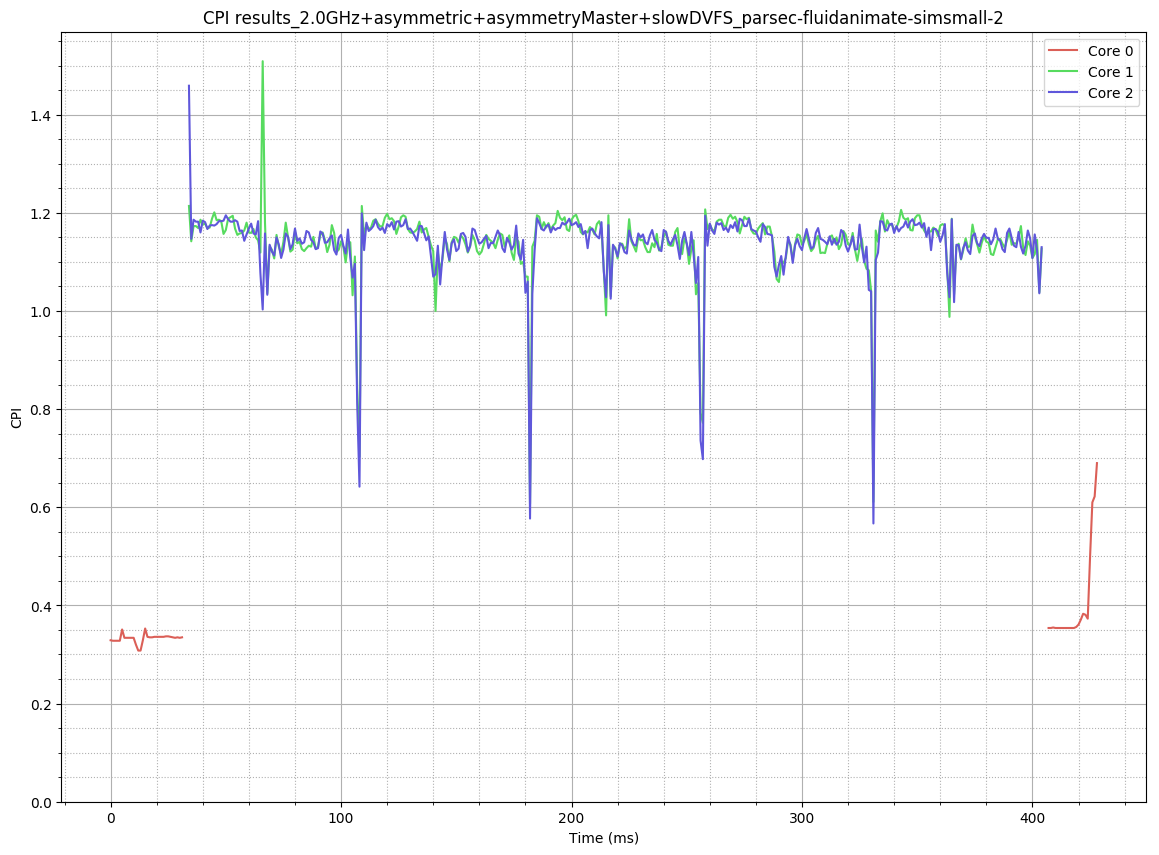 CPI results_2.0GHz+asymmetric+asymmetryMaster+slowDVFS_parsec-fluidanimate-simsmall-2
Core 0
Core 1
Core 2
CPI
1.4
1.2
1.0
0.8
0.6
0.4
0.2
0.0
0 100 200 300 400
Time (ms)